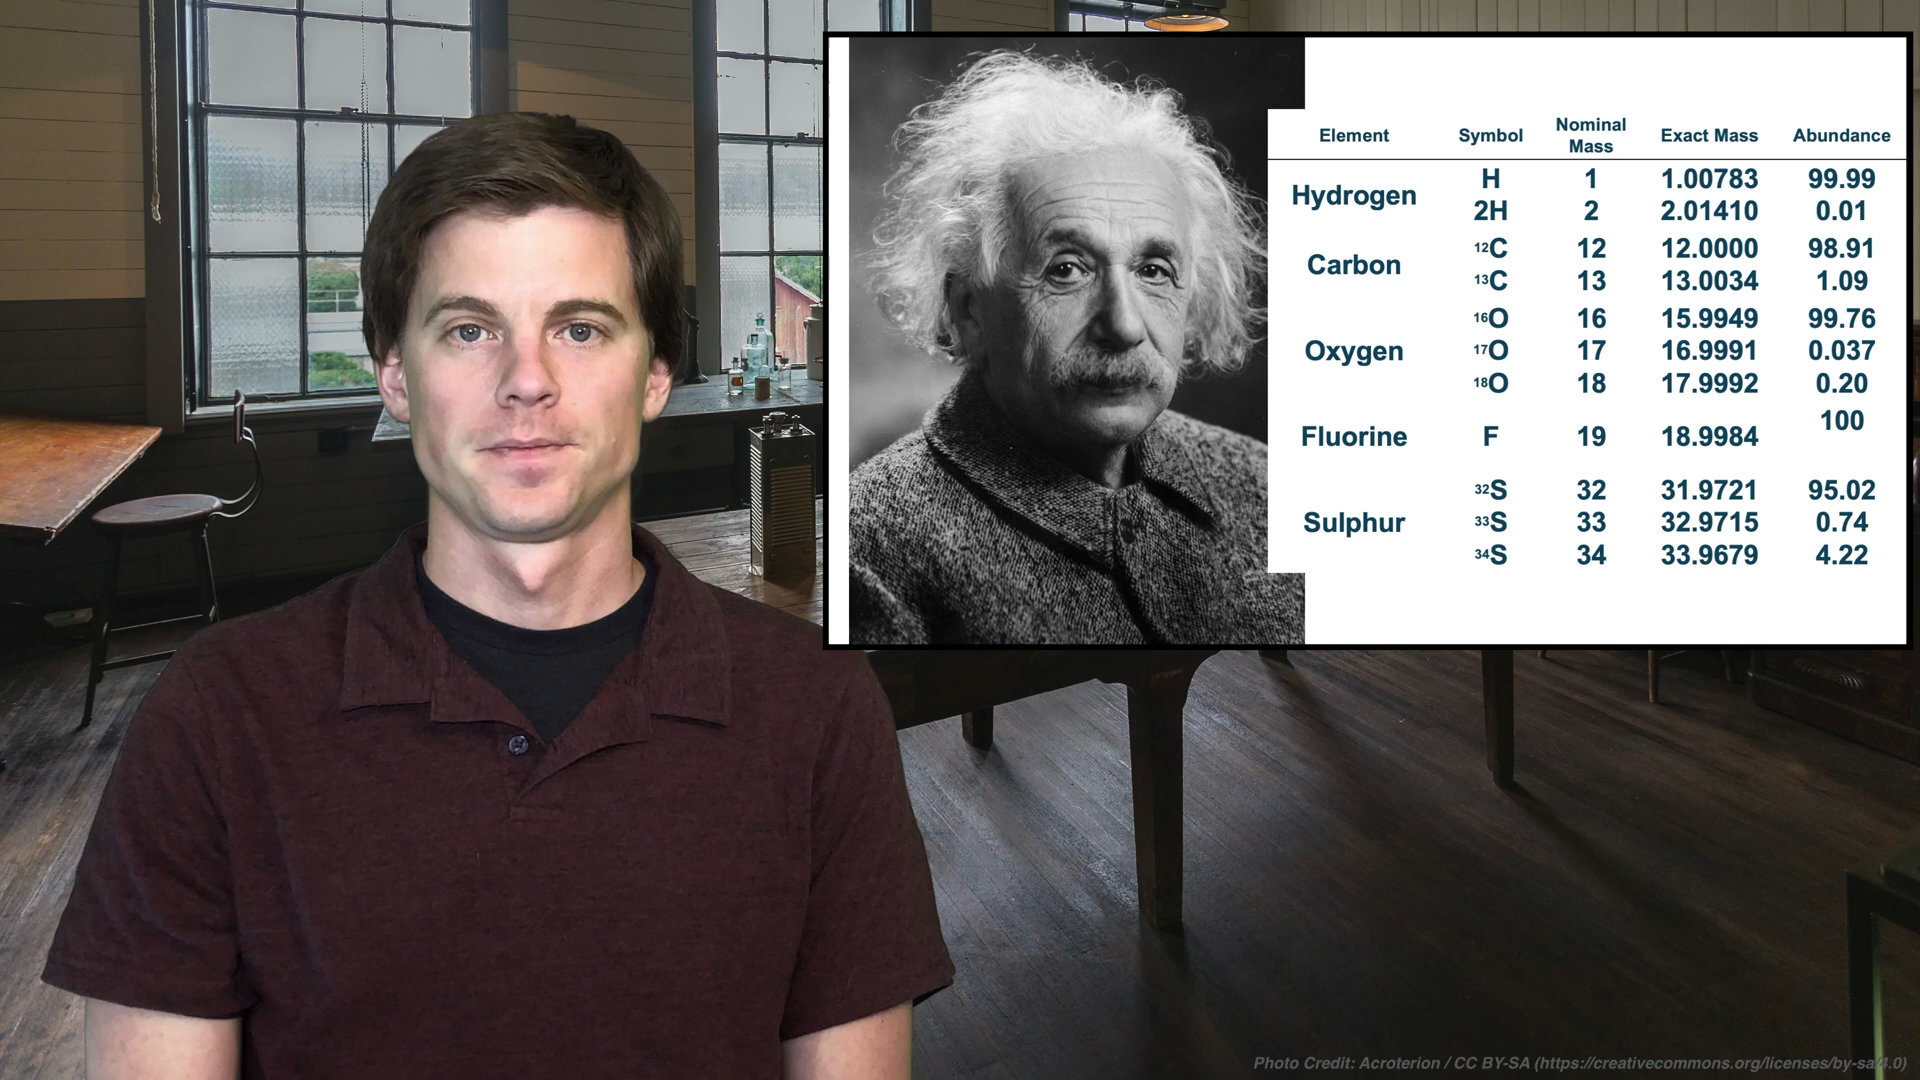 Element Symbol Nominal Mass Exact Mass Abundance
Hydrogen H 1 1.00783 99.99
2H 2 2.01410 0.01
Carbon ¹²C 12 12.0000 98.91
¹³C 13 13.0034 1.09
Oxygen ¹⁶O 16 15.9949 99.76
¹⁷O 17 16.9991 0.037
¹⁸O 18 17.9992 0.20
Fluorine F 19 18.9984 100
Sulphur ³²S 32 31.9721 95.02
³³S 33 32.9715 0.74
³⁴S 34 33.9679 4.22
Photo Credit: Acroterion / CC BY-SA (https://creativecommons.org/licenses/by-sa/4.0)